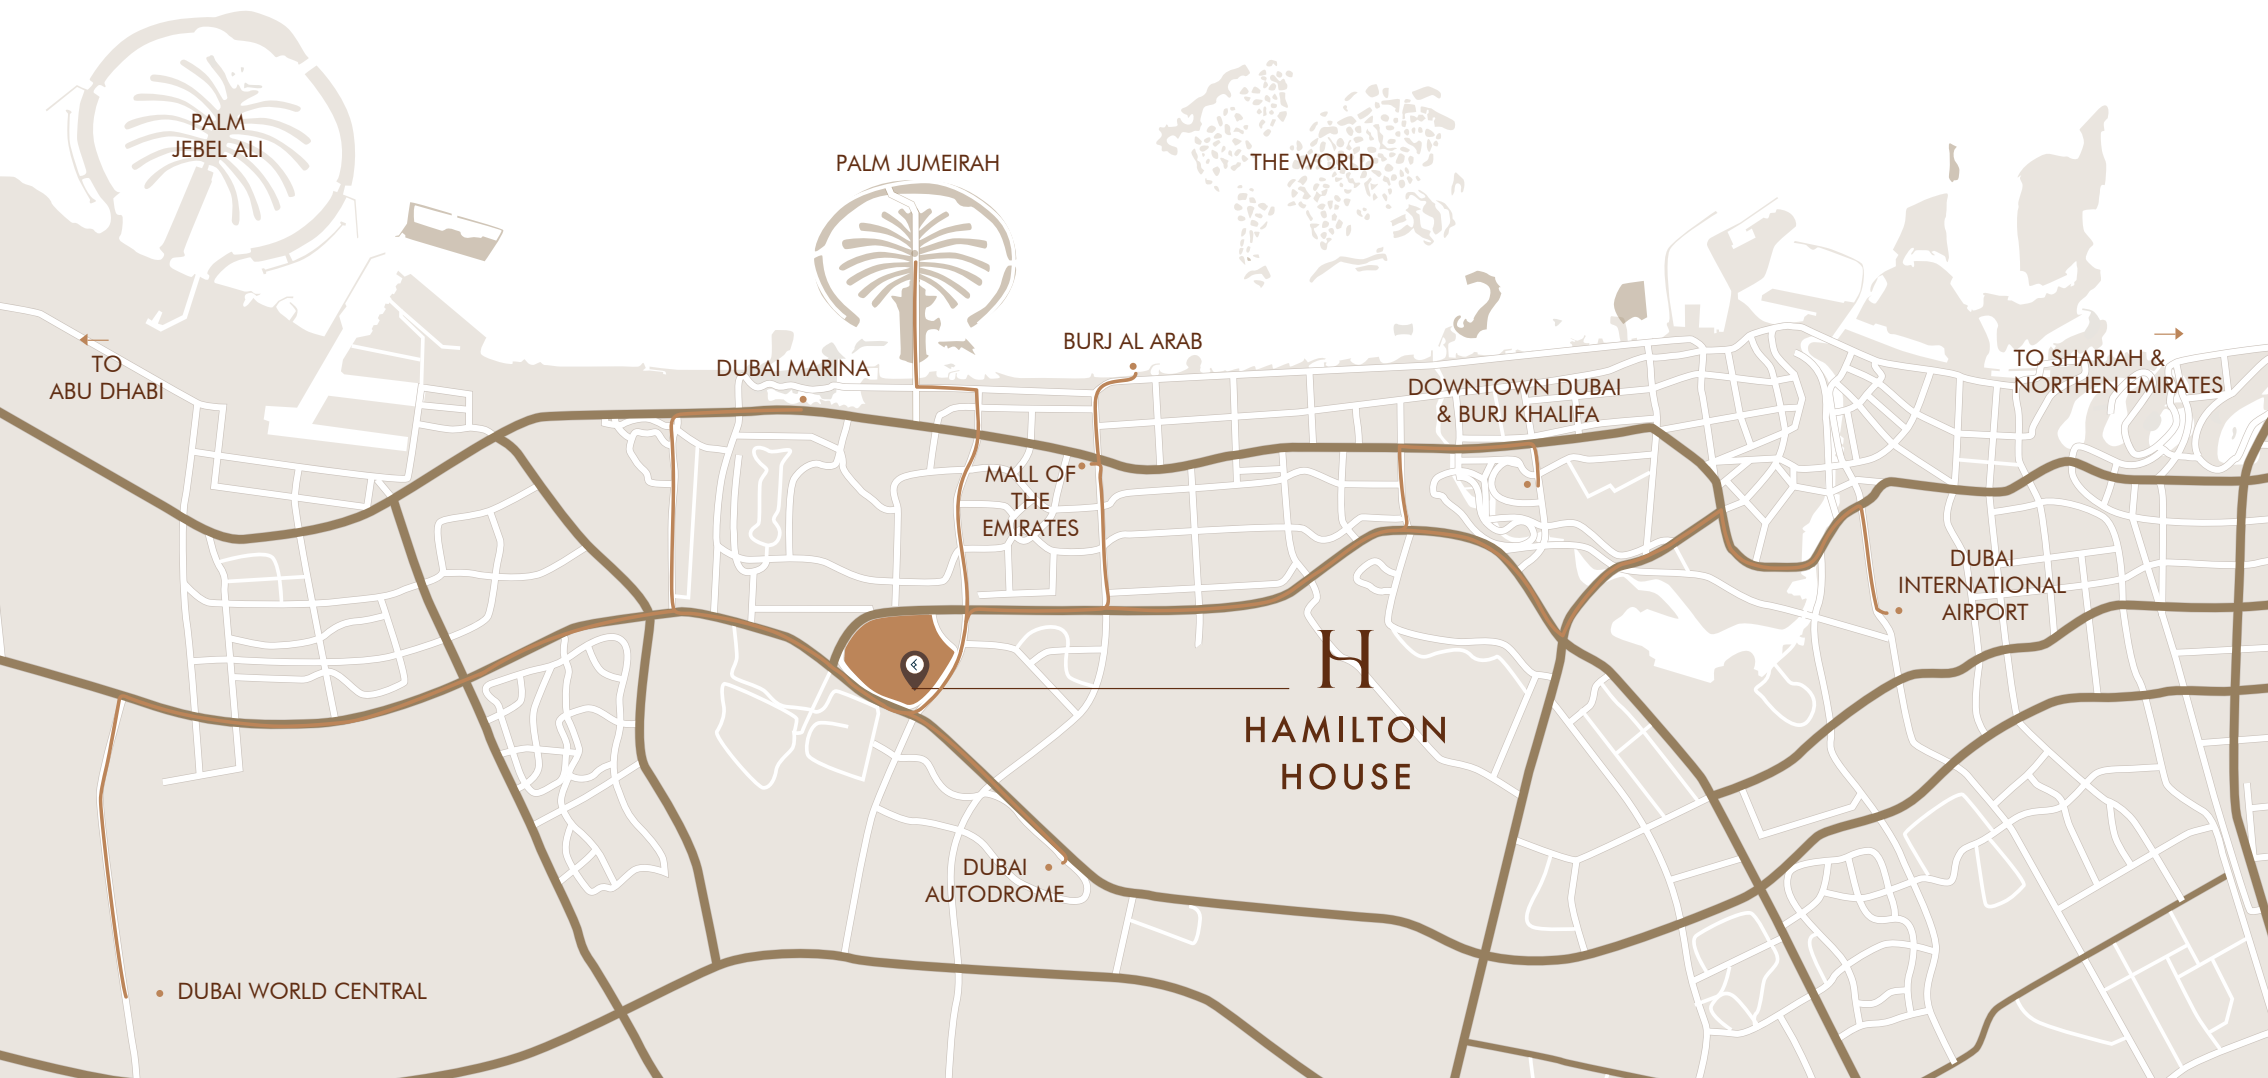 PALM
JEBEL ALI
PALM JUMEIRAH
THE WORLD
TO
ABU DHABI
DUBAI MARINA
BURJ AL ARAB
DOWNTOWN DUBAI
& BURJ KHALIFA
TO SHARJAH &
NORTHEN EMIRATES
MALL OF
THE
EMIRATES
DUBAI
INTERNATIONAL
AIRPORT
H
HAMILTON
HOUSE
DUBAI
AUTODROME
DUBAI WORLD CENTRAL